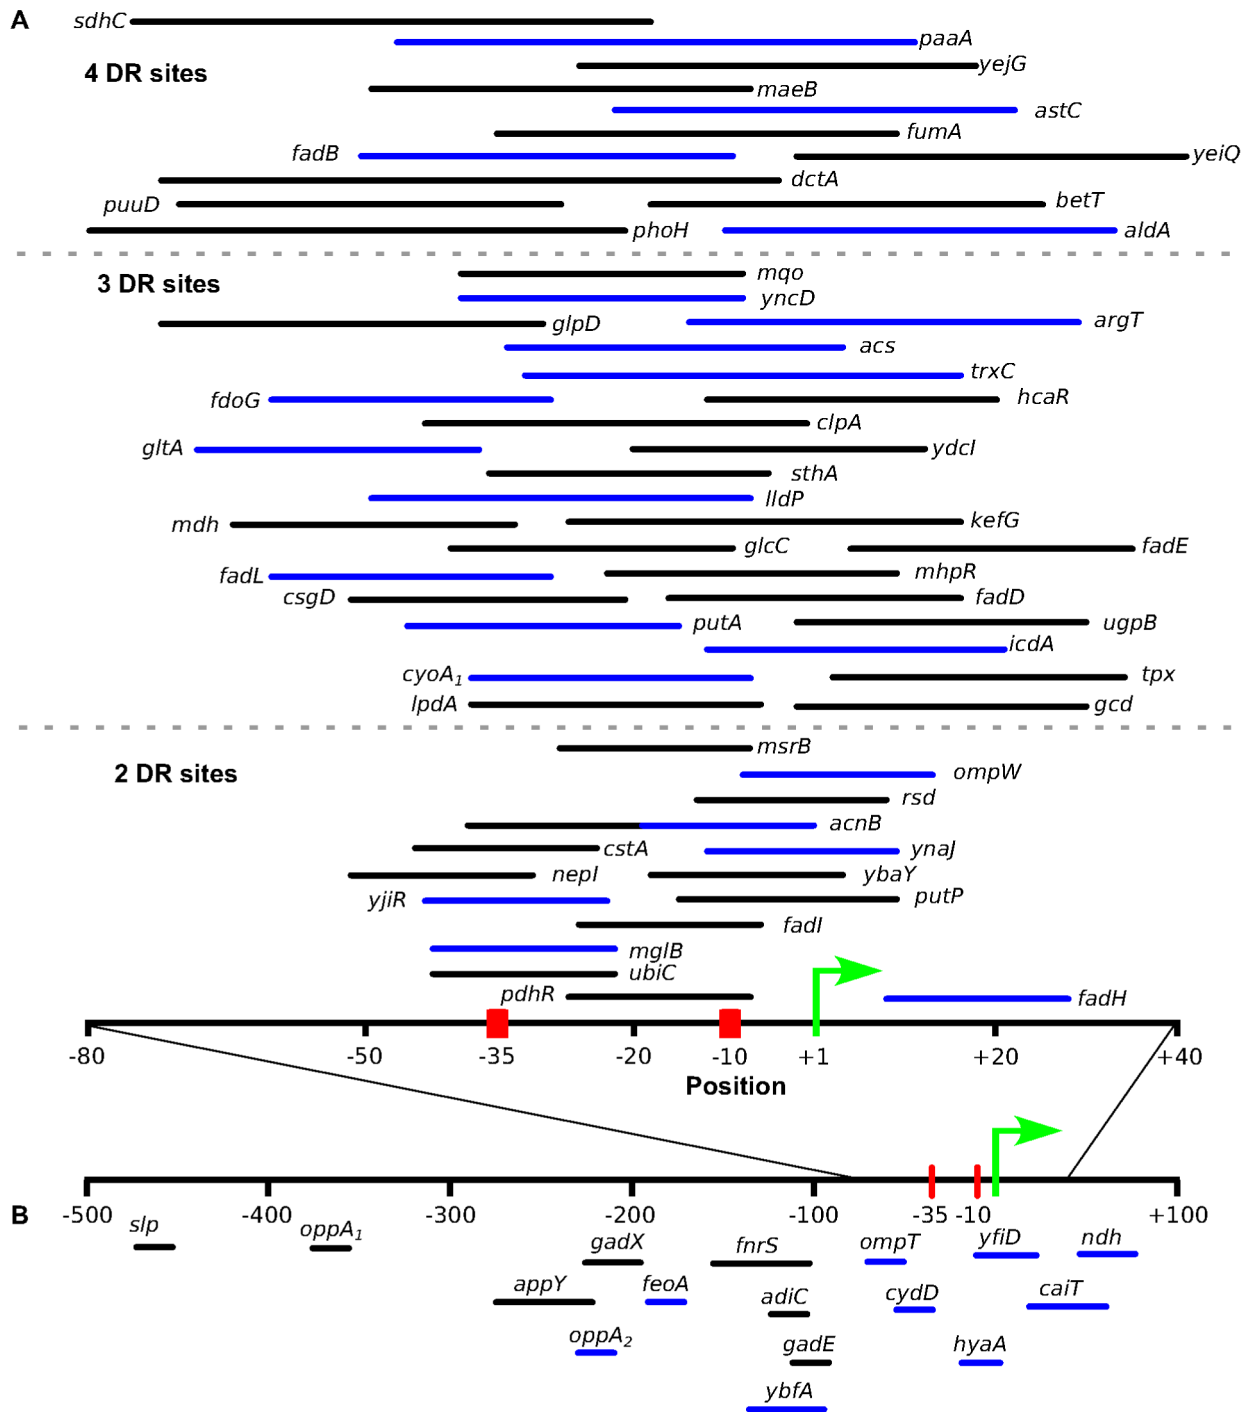 A
sdhC
paaA
4 DR sites
yejG
maeB
astC
fumA
fadB
yeiQ
dctA
puuD
betT
phoH
aldA
3 DR sites
mqo
yncD
glpD
argT
acs
trxC
fdoG
hcaR
clpA
gltA
ydcI
sthA
lldP
mdh
kefG
glcC
fadE
fadL
mhpR
csgD
fadD
putA
ugpB
icdA
cyoA1
tpx
lpdA
gcd
2 DR sites
msrB
ompW
rsd
acnB
cstA
ynaJ
nepI
ybaY
yjiR
putP
fadI
mglB
ubiC
pdhR
fadH
-80 -50 -35 -20 -10 +1 +20 +40
Position
B
-500 -400 -300 -200 -100 -35 -10 +100
slp
oppA1
gadX
fnrS
ompT
yfiD
ndh
appY
feoA
adiC
cydD
caiT
oppA2
gadE
hyaA
ybfA